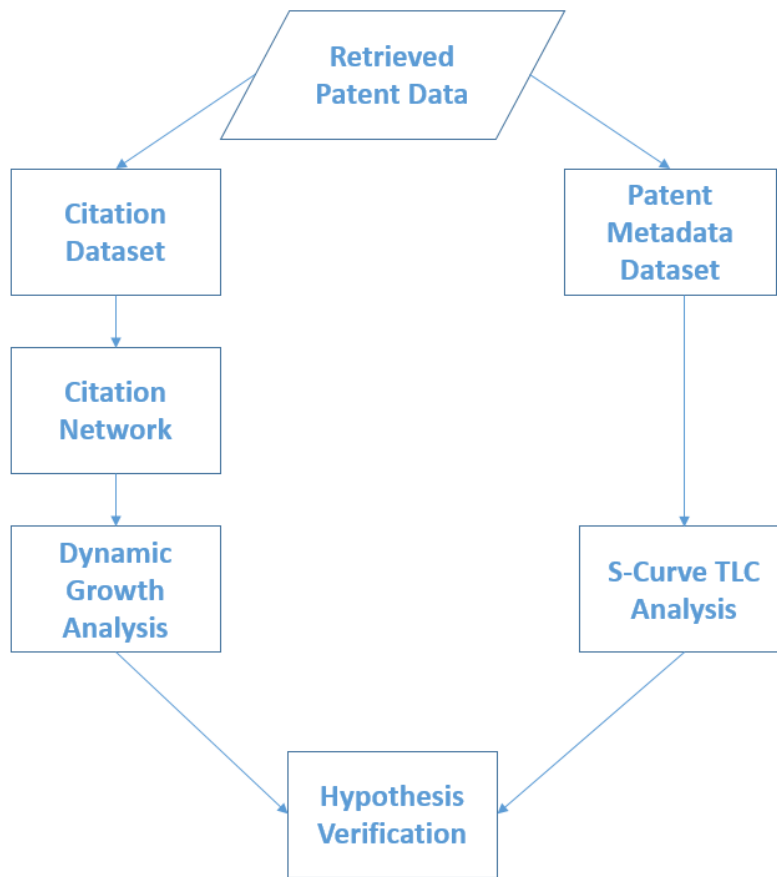 Retrieved
Patent Data
Citation
Dataset
Patent
Metadata
Dataset
Citation
Network
Dynamic
Growth
Analysis
S-Curve TLC
Analysis
Hypothesis
Verification